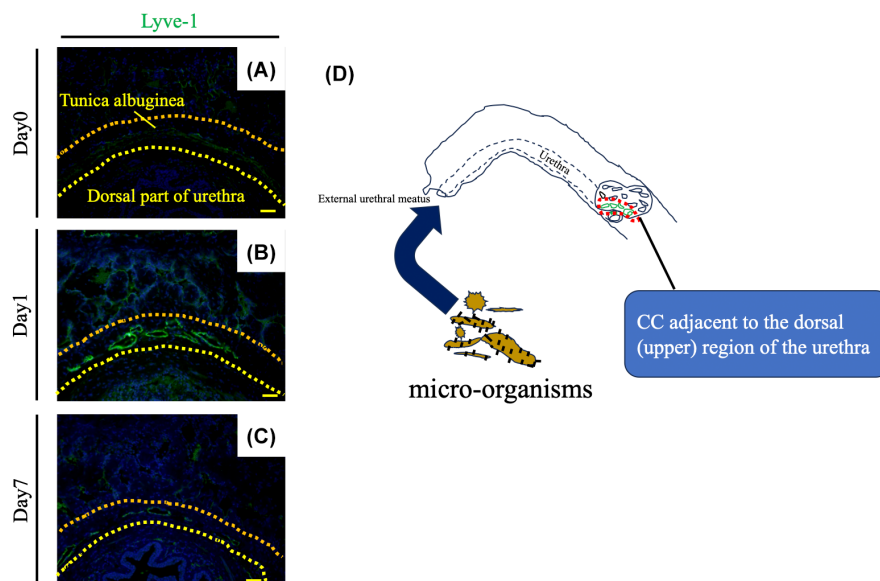 Lyve-1
Day0
(A)
Tunica albuginea
Dorsal part of urethra
Day1
(B)
Day7
(C)
(D)
Urethra
External urethral meatus
CC adjacent to the dorsal
(upper) region of the urethra
micro-organisms